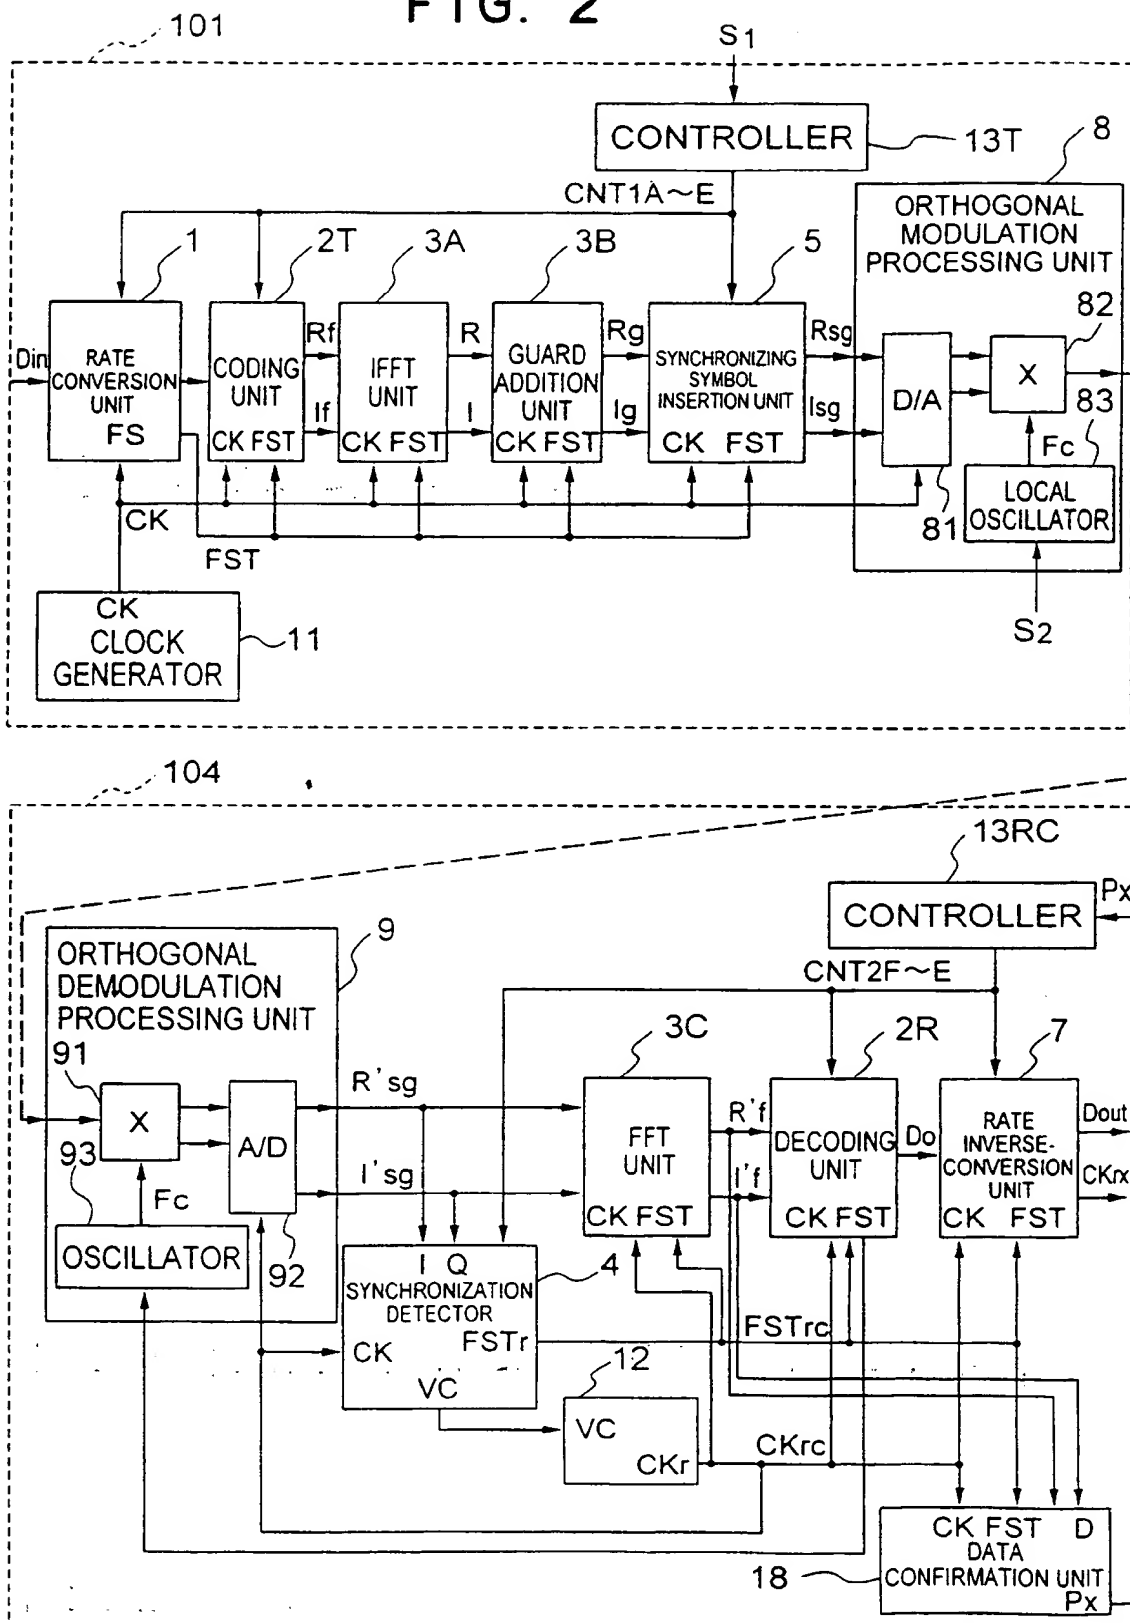 FIG. 2
101
S1
CONTROLLER
13T
8
CNT1A~E
ORTHOGONAL
MODULATION
PROCESSING UNIT
1
2T
3A
3B
5
82
Din
RATE
CONVERSION
UNIT
FS
CODING
UNIT
CK FST
Rf
If
IFFT
UNIT
CK FST
R
I
GUARD
ADDITION
UNIT
CK FST
Rg
Ig
SYNCHRONIZING
SYMBOL
INSERTION UNIT
CK FST
Rsg
Isg
D/A
X
83
Fc
LOCAL
OSCILLATOR
81
CK
FST
S2
CK
CLOCK
GENERATOR
11
104
13RC
CONTROLLER
Px
9
ORTHOGONAL
DEMODULATION
PROCESSING UNIT
CNT2F~E
3C
2R
7
91
X
A/D
R'sg
I'sg
FFT
UNIT
CK FST
R'f
I'f
DECODING
UNIT
CK FST
Do
RATE
INVERSE-
CONVERSION
UNIT
CK FST
Dout
CKrx
93
Fc
OSCILLATOR
92
I Q
SYNCHRONIZATION
DETECTOR
FSTr
CK
VC
4
FSTrc
12
VC
CKr
CKrc
CK FST D
DATA
CONFIRMATION UNIT
Px
18